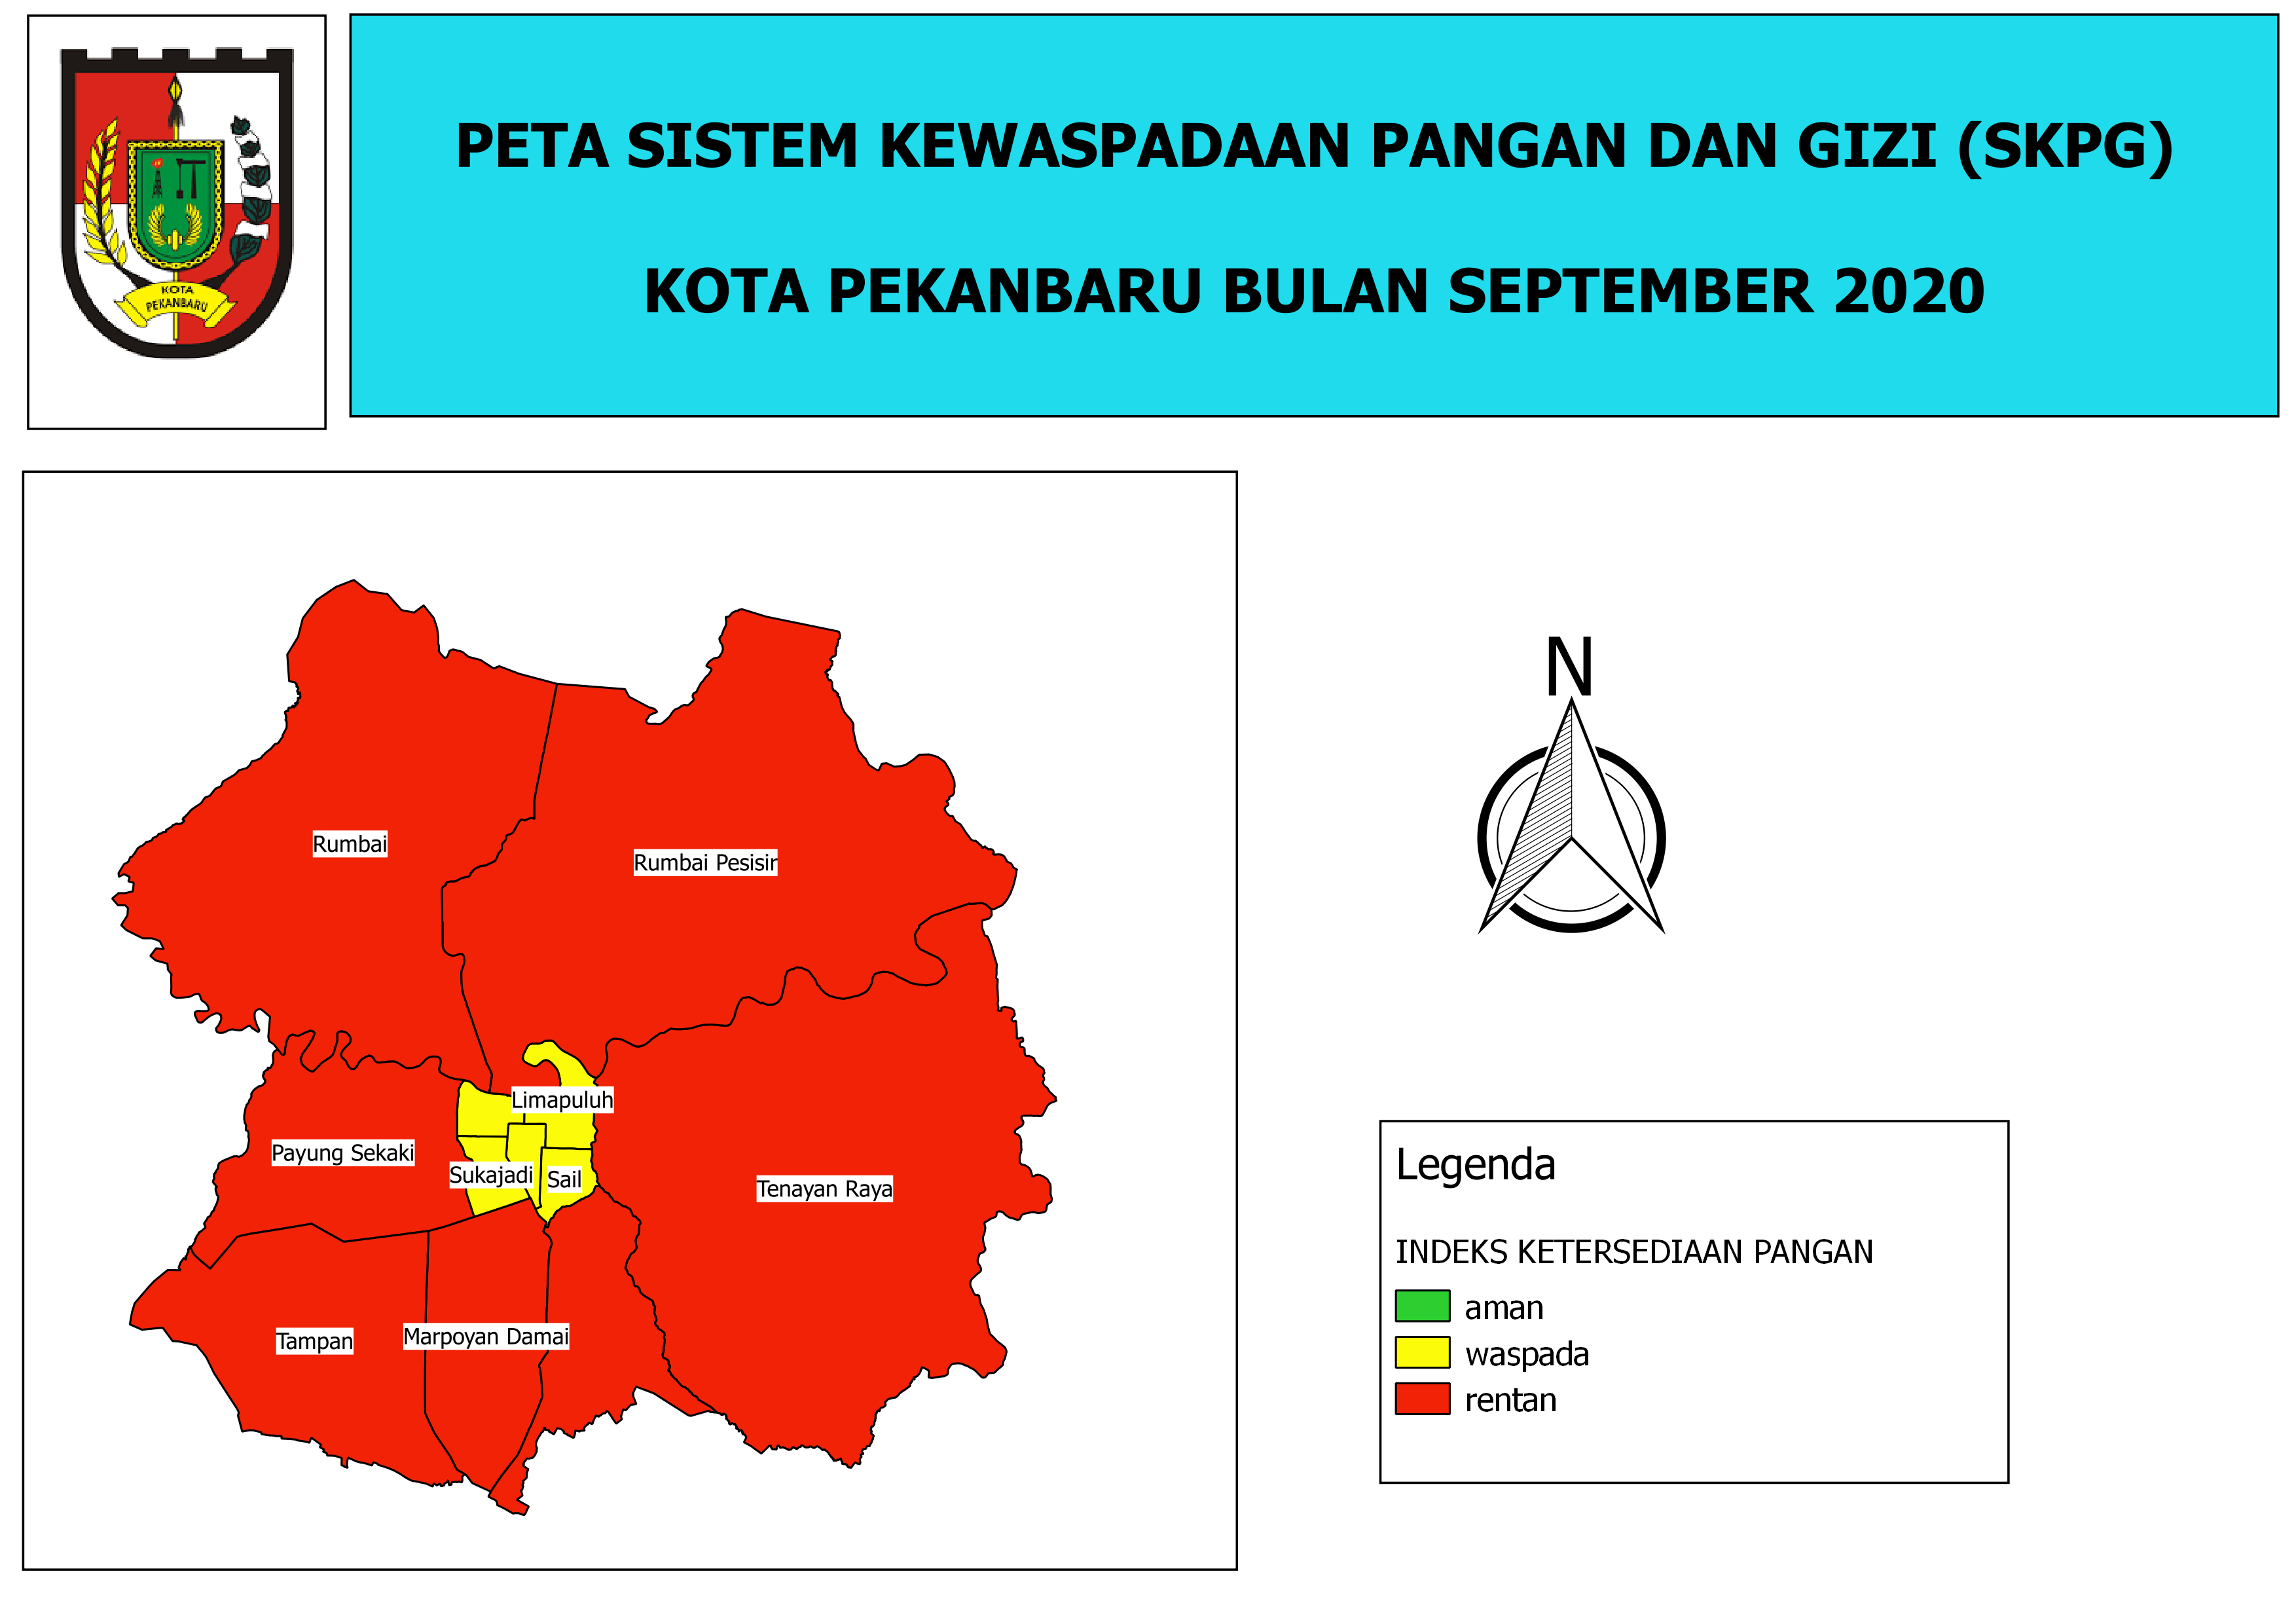 KOTA
PEKANBARU
PETA SISTEM KEWASPADAAN PANGAN DAN GIZI (SKPG)
KOTA PEKANBARU BULAN SEPTEMBER 2020
Rumbai
Rumbai Pesisir
Limapuluh
Payung Sekaki
Sukajadi
Sail
Tenayan Raya
Tampan
Marpoyan Damai
N
Legenda
INDEKS KETERSEDIAAN PANGAN
aman
waspada
rentan